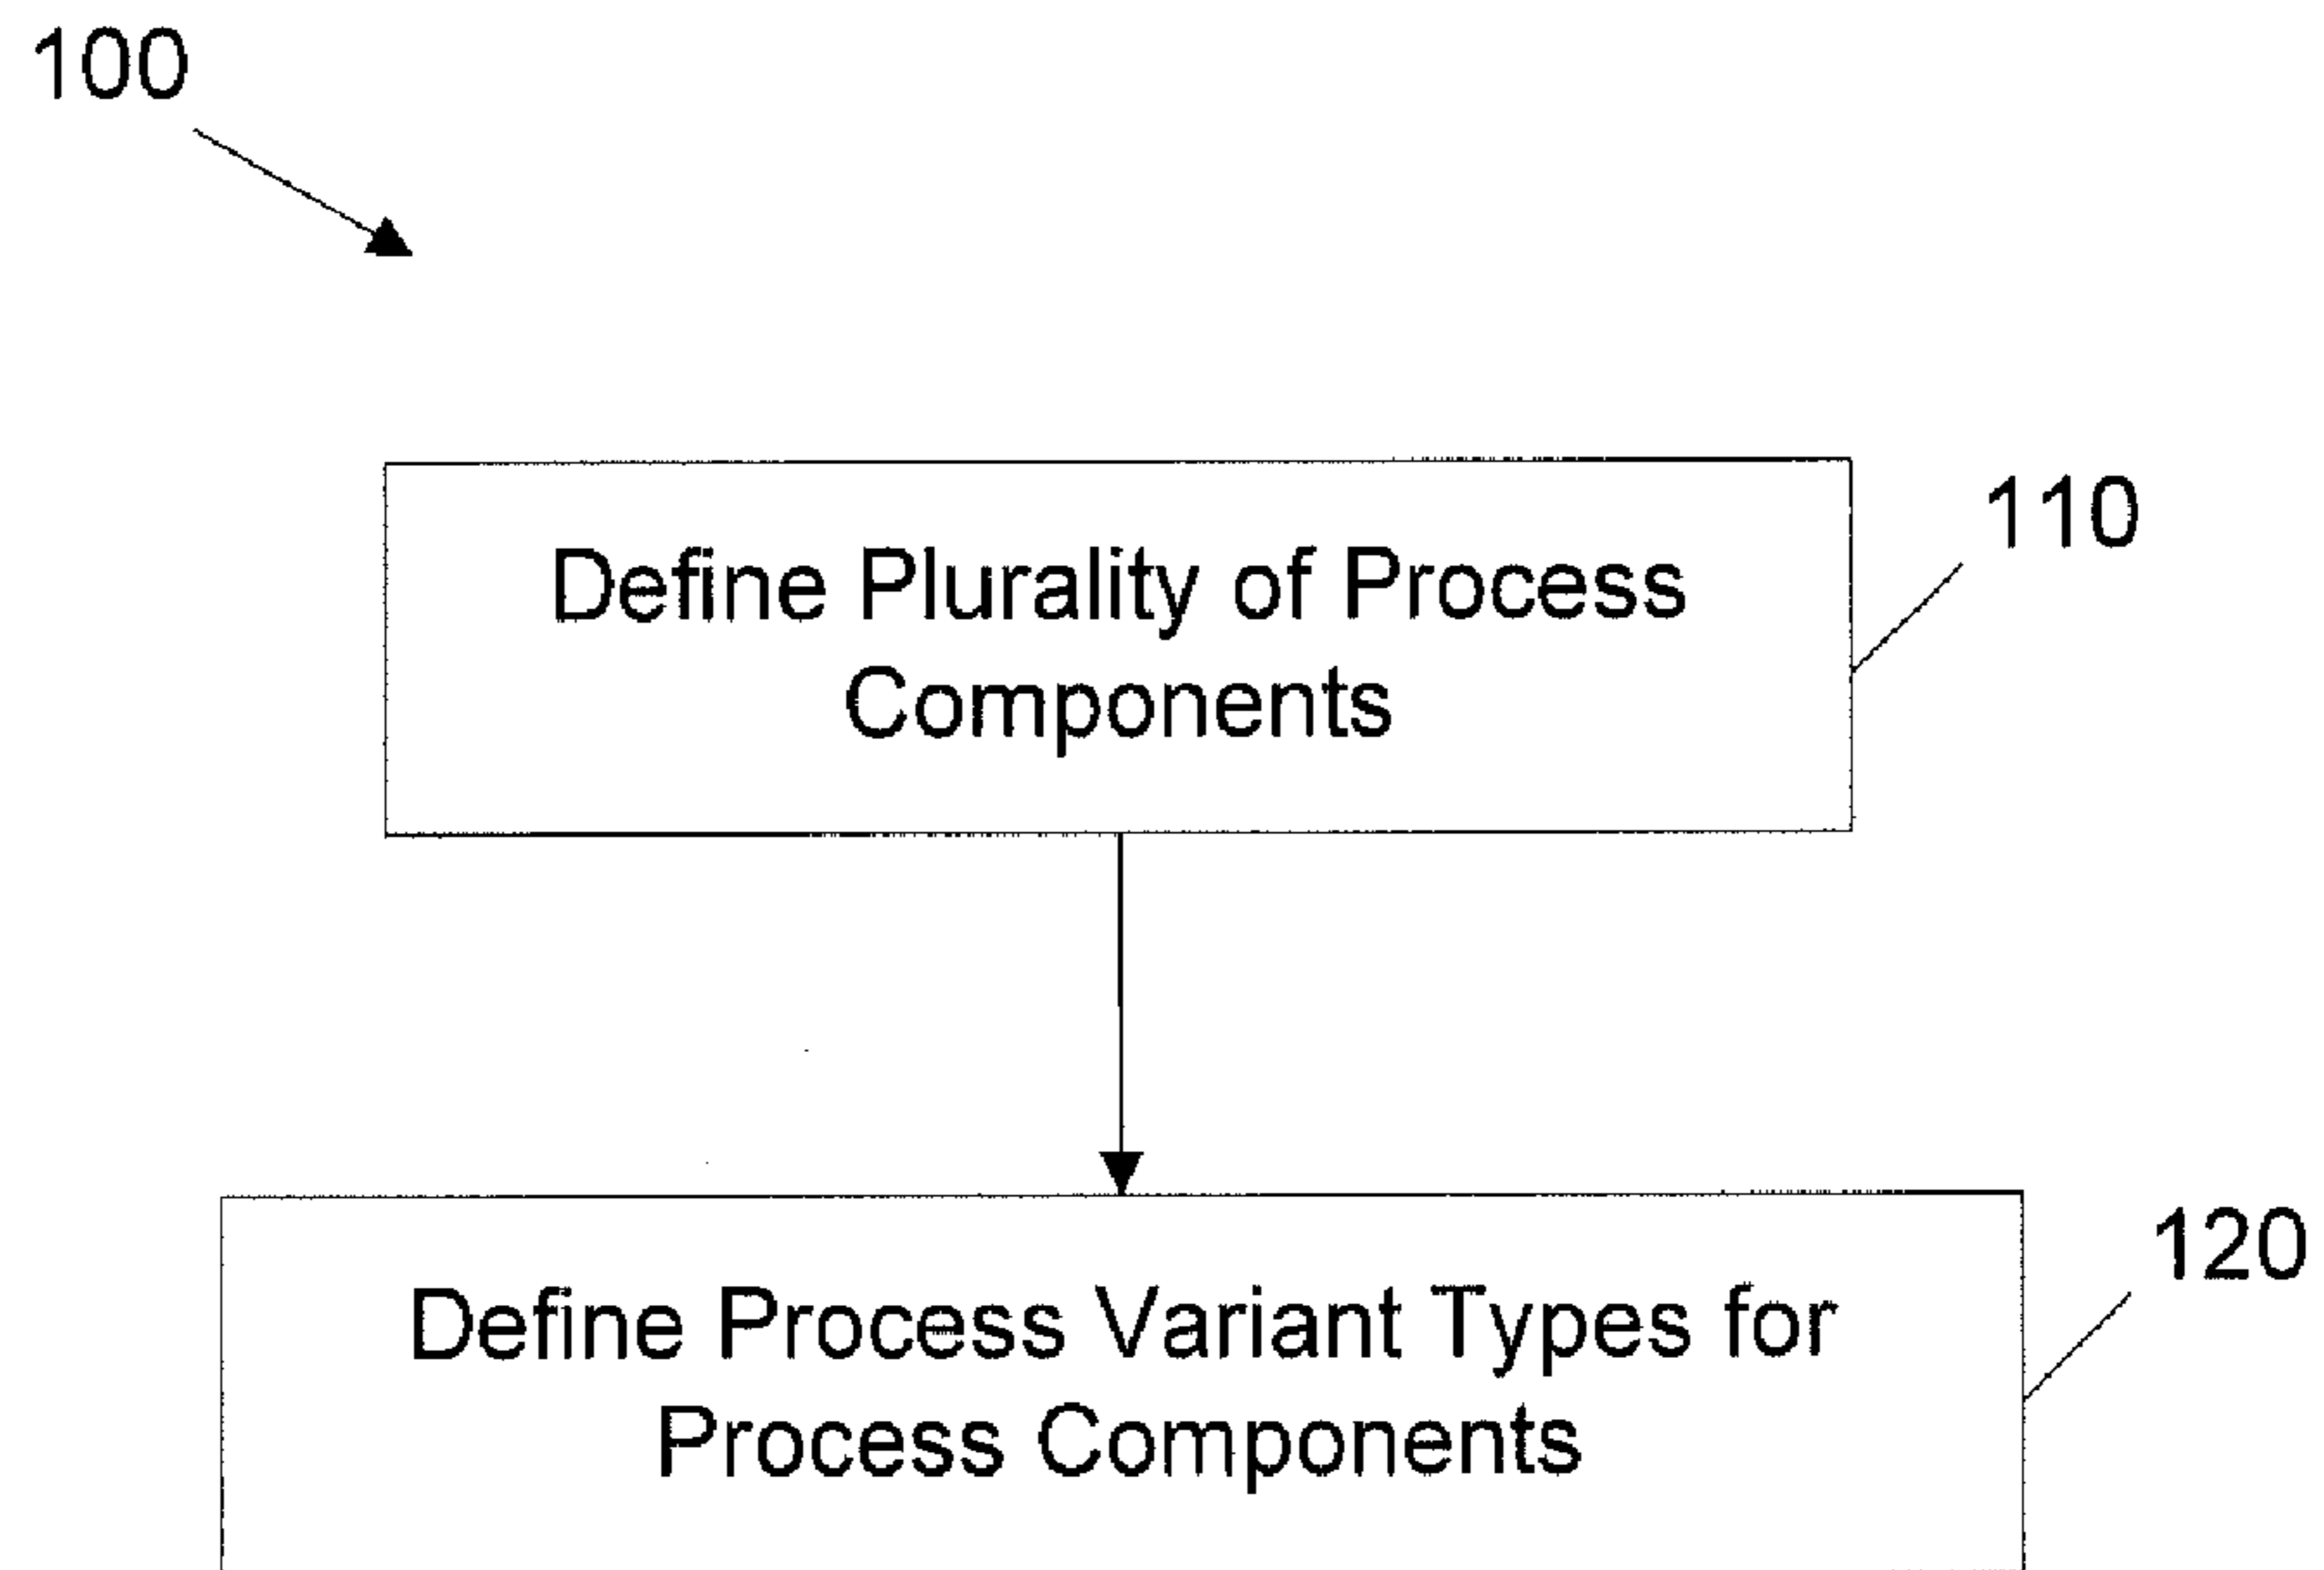 100
110
Define Plurality of Process
Components
120
Define Process Variant Types for
Process Components